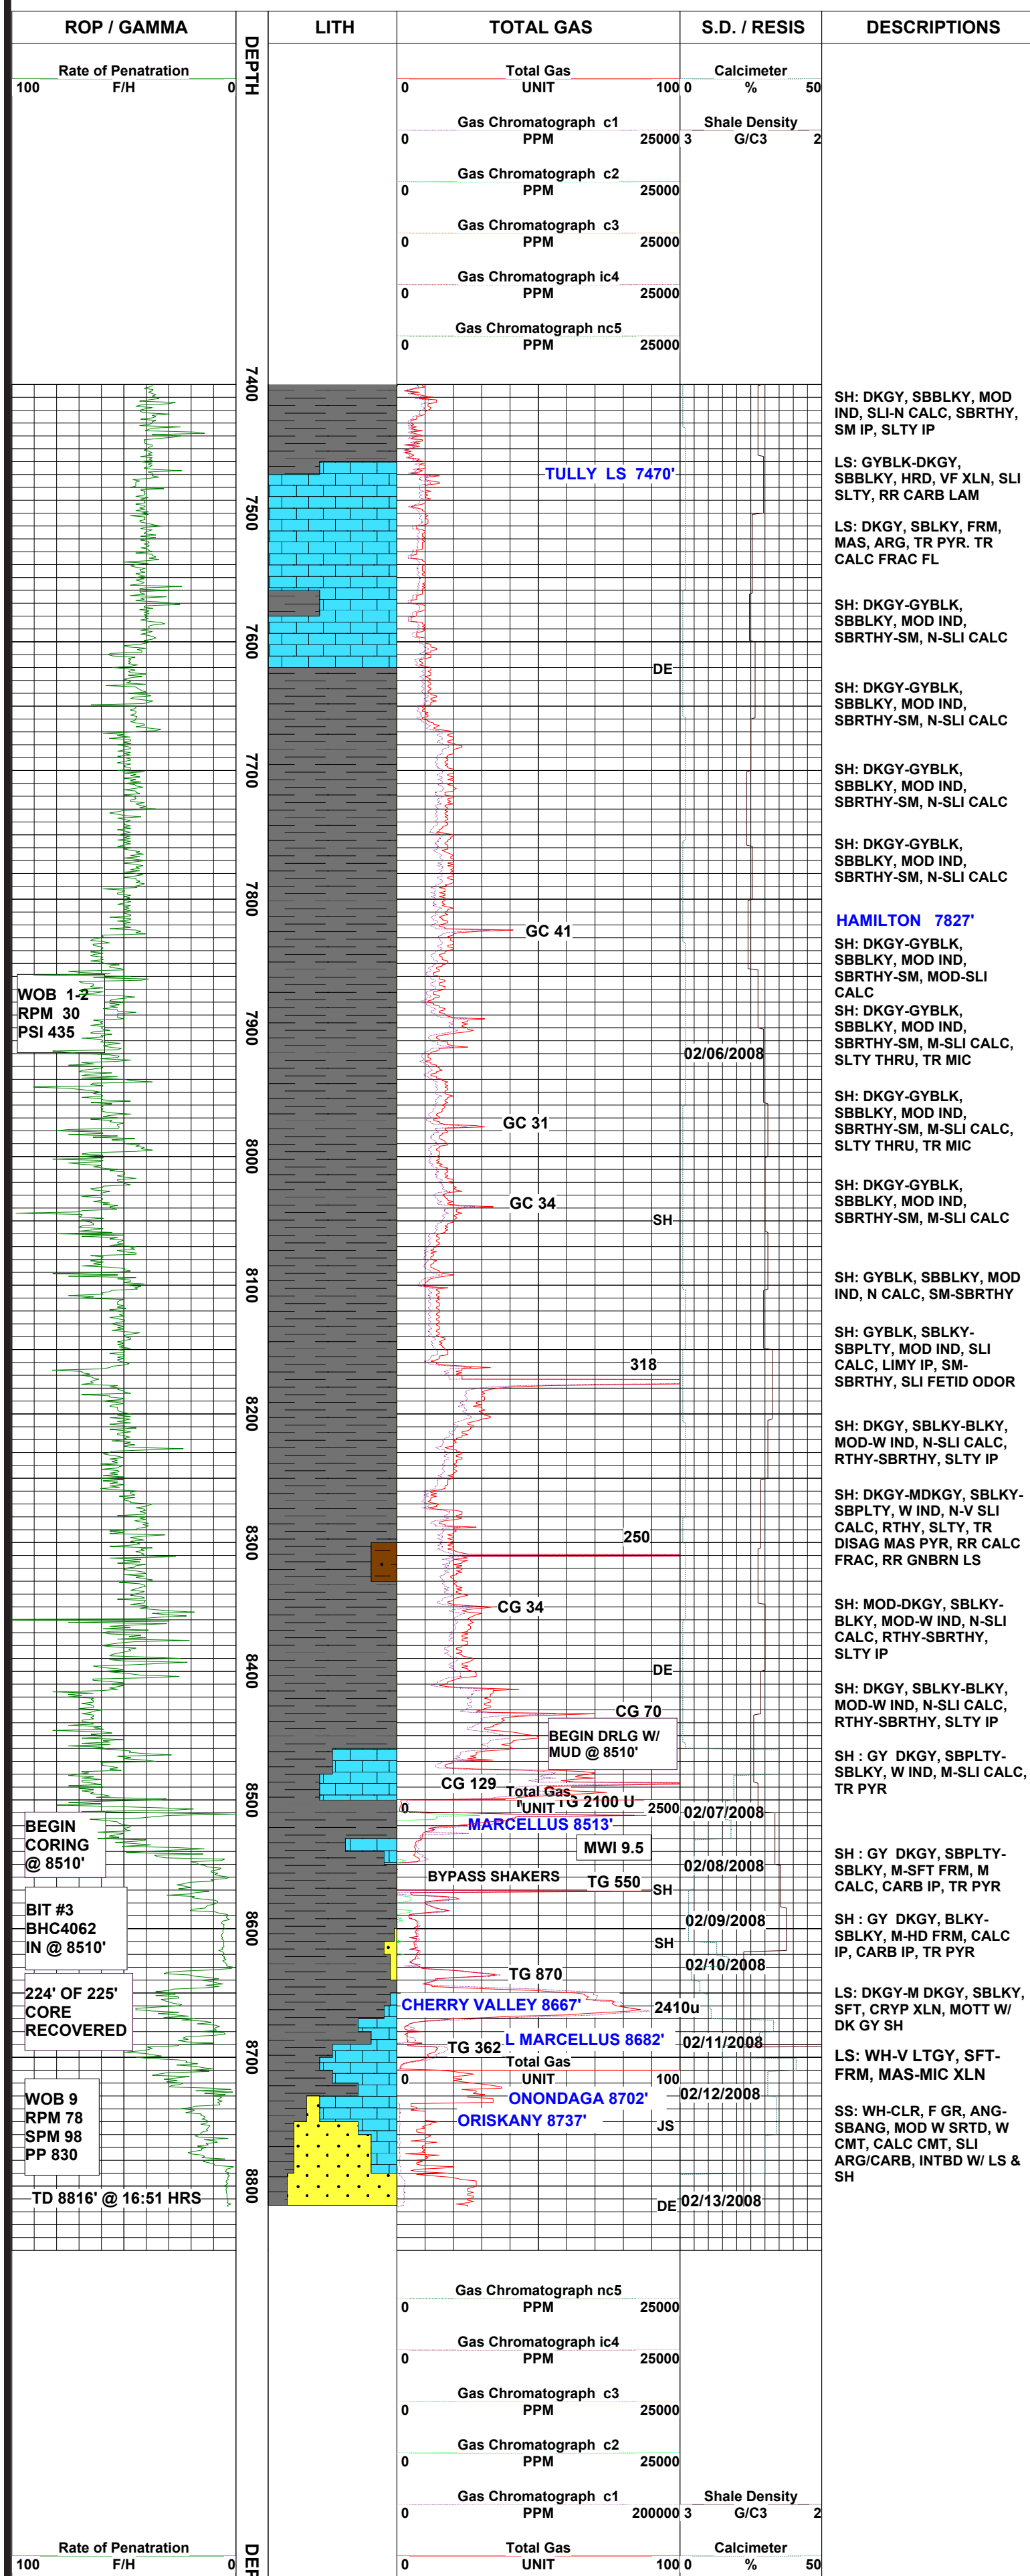 ROP / GAMMA
DEPTH
LITH
TOTAL GAS
S.D. / RESIS
DESCRIPTIONS
Rate of Penatration
100 F/H 0
Total Gas
0 UNIT 100
Calcimeter
0 % 50
Gas Chromatograph c1
0 PPM 25000
Shale Density
3 G/C3 2
Gas Chromatograph c2
0 PPM 25000
Gas Chromatograph c3
0 PPM 25000
Gas Chromatograph ic4
0 PPM 25000
Gas Chromatograph nc5
0 PPM 25000
7400
SH: DKGY, SBBLKY, MOD
IND, SLI-N CALC, SBRTHY,
SM IP, SLTY IP
TULLY LS 7470'
LS: GYBLK-DKGY,
SBBLKY, HRD, VF XLN, SLI
SLTY, RR CARB LAM
7500
LS: DKGY, SBLKY, FRM,
MAS, ARG, TR PYR. TR
CALC FRAC FL
SH: DKGY-GYBLK,
SBBLKY, MOD IND,
SBRTHY-SM, N-SLI CALC
7600
DE
SH: DKGY-GYBLK,
SBBLKY, MOD IND,
SBRTHY-SM, N-SLI CALC
7700
SH: DKGY-GYBLK,
SBBLKY, MOD IND,
SBRTHY-SM, N-SLI CALC
SH: DKGY-GYBLK,
SBBLKY, MOD IND,
SBRTHY-SM, N-SLI CALC
7800
HAMILTON 7827'
GC 41
SH: DKGY-GYBLK,
SBBLKY, MOD IND,
SBRTHY-SM, MOD-SLI
CALC
WOB 1-2
RPM 30
PSI 435
7900
SH: DKGY-GYBLK,
SBBLKY, MOD IND,
SBRTHY-SM, M-SLI CALC,
SLTY THRU, TR MIC
02/06/2008
GC 31
SH: DKGY-GYBLK,
SBBLKY, MOD IND,
SBRTHY-SM, M-SLI CALC,
SLTY THRU, TR MIC
8000
GC 34
SH
SH: DKGY-GYBLK,
SBBLKY, MOD IND,
SBRTHY-SM, M-SLI CALC
8100
SH: GYBLK, SBBLKY, MOD
IND, N CALC, SM-SBRTHY
318
SH: GYBLK, SBLKY-
SBPLTY, MOD IND, SLI
CALC, LIMY IP, SM-
SBRTHY, SLI FETID ODOR
8200
SH: DKGY, SBLKY-BLKY,
MOD-W IND, N-SLI CALC,
RTHY-SBRTHY, SLTY IP
8300
250
SH: DKGY-MDKGY, SBLKY-
SBPLTY, W IND, N-V SLI
CALC, RTHY, SLTY, TR
DISAG MAS PYR, RR CALC
FRAC, RR GNBRN LS
CG 34
SH: MOD-DKGY, SBLKY-
BLKY, MOD-W IND, N-SLI
CALC, RTHY-SBRTHY,
SLTY IP
8400
DE
CG 70
SH: DKGY, SBLKY-BLKY,
MOD-W IND, N-SLI CALC,
RTHY-SBRTHY, SLTY IP
BEGIN DRLG W/
MUD @ 8510'
SH : GY DKGY, SBPLTY-
SBLKY, W IND, M-SLI CALC,
TR PYR
CG 129
Total Gas
0 UNIT 2500
TG 2100 U
8500
02/07/2008
MARCELLUS 8513'
BEGIN
CORING
@ 8510'
MWI 9.5
BYPASS SHAKERS
TG 550
SH
02/08/2008
SH : GY DKGY, SBPLTY-
SBLKY, M-SFT FRM, M
CALC, CARB IP, TR PYR
BIT #3
BHC4062
IN @ 8510'
8600
SH
02/09/2008
SH : GY DKGY, BLKY-
SBLKY, M-HD FRM, CALC
IP, CARB IP, TR PYR
02/10/2008
TG 870
224' OF 225'
CORE
RECOVERED
CHERRY VALLEY 8667'
2410u
LS: DKGY-M DKGY, SBLKY,
SFT, CRYP XLN, MOTT W/
DK GY SH
L MARCELLUS 8682'
TG 362
02/11/2008
8700
Total Gas
0 UNIT 100
LS: WH-V LTGY, SFT-
FRM, MAS-MIC XLN
WOB 9
RPM 78
SPM 98
PP 830
ONONDAGA 8702'
02/12/2008
ORISKANY 8737'
JS
SS: WH-CLR, F GR, ANG-
SBANG, MOD W SRTD, W
CMT, CALC CMT, SLI
ARG/CARB, INTBD W/ LS &
SH
8800
TD 8816' @ 16:51 HRS
DE
02/13/2008
Gas Chromatograph nc5
0 PPM 25000
Gas Chromatograph ic4
0 PPM 25000
Gas Chromatograph c3
0 PPM 25000
Gas Chromatograph c2
0 PPM 25000
Gas Chromatograph c1
0 PPM 200000
Shale Density
3 G/C3 2
Rate of Penatration
100 F/H 0
Total Gas
0 UNIT 100
Calcimeter
0 % 50